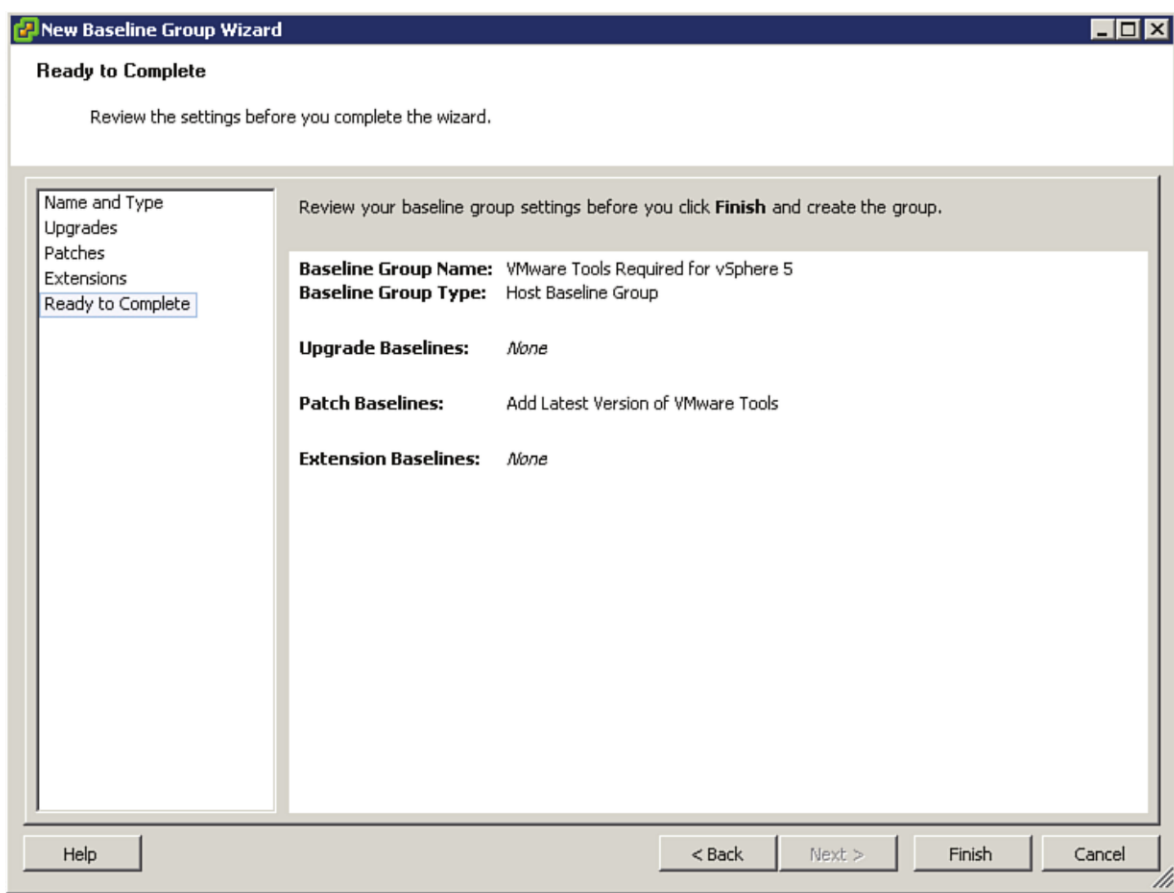 New Baseline Group Wizard
Ready to Complete
Review the settings before you complete the wizard.
Name and Type
Upgrades
Patches
Extensions
Ready to Complete
Review your baseline group settings before you click Finish and create the group.
Baseline Group Name: VMware Tools Required for vSphere 5
Baseline Group Type: Host Baseline Group
Upgrade Baselines: None
Patch Baselines: Add Latest Version of VMware Tools
Extension Baselines: None
Help < Back Next > Finish Cancel